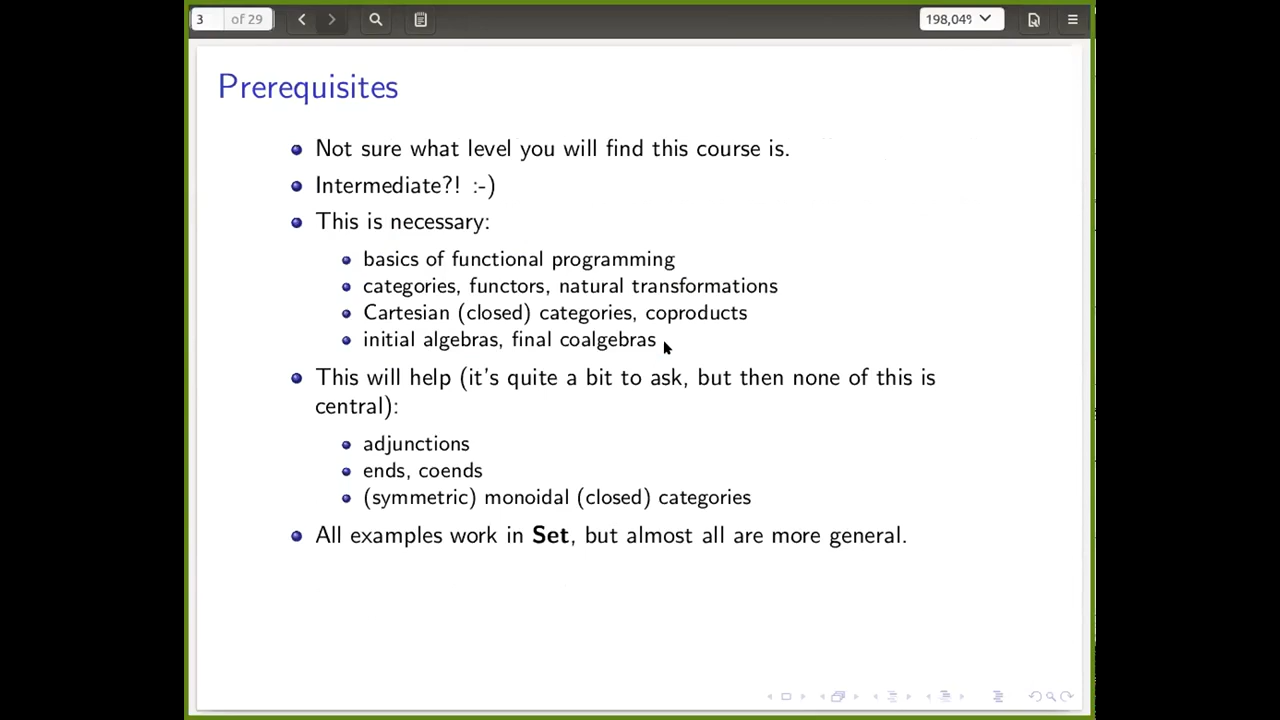 3 of 29 198,04%
Prerequisites
Not sure what level you will find this course is.
Intermediate?! :-)
This is necessary:
basics of functional programming
categories, functors, natural transformations
Cartesian (closed) categories, coproducts
initial algebras, final coalgebras
This will help (it's quite a bit to ask, but then none of this is
central):
adjunctions
ends, coends
(symmetric) monoidal (closed) categories
All examples work in Set, but almost all are more general.